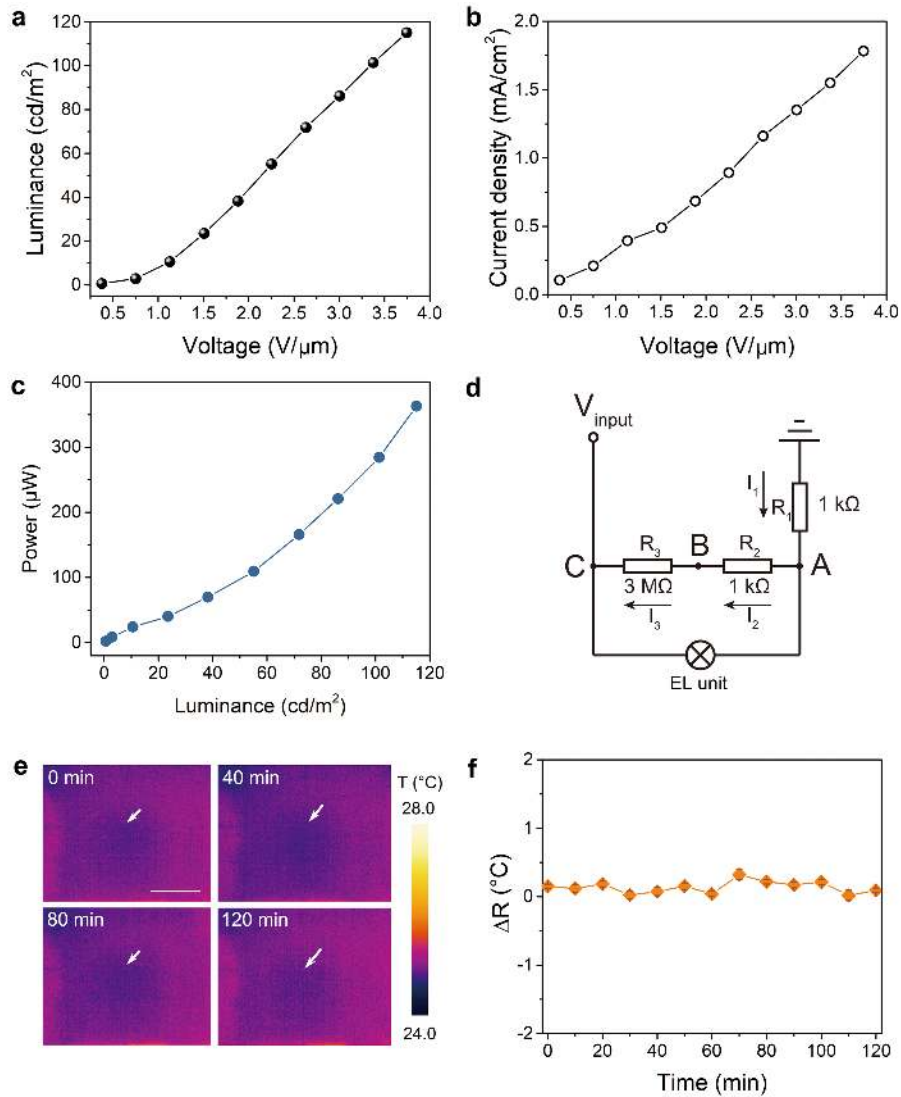 a
120
100
80
60
40
20
0
Luminance (cd/m²)
0.5 1.0 1.5 2.0 2.5 3.0 3.5 4.0
Voltage (V/μm)
b
2.0
1.5
1.0
0.5
0.0
Current density (mA/cm²)
0.5 1.0 1.5 2.0 2.5 3.0 3.5 4.0
Voltage (V/μm)
c
400
300
200
100
0
Power (μW)
0 20 40 60 80 100 120
Luminance (cd/m²)
d
Vinput
I₁
R₁
1 kΩ
R₃
B
R₂
C
A
3 MΩ
1 kΩ
I₃
I₂
EL unit
e
0 min
40 min
80 min
120 min
T (°C)
28.0
24.0
f
2
1
0
-1
-2
ΔR (°C)
0 20 40 60 80 100 120
Time (min)